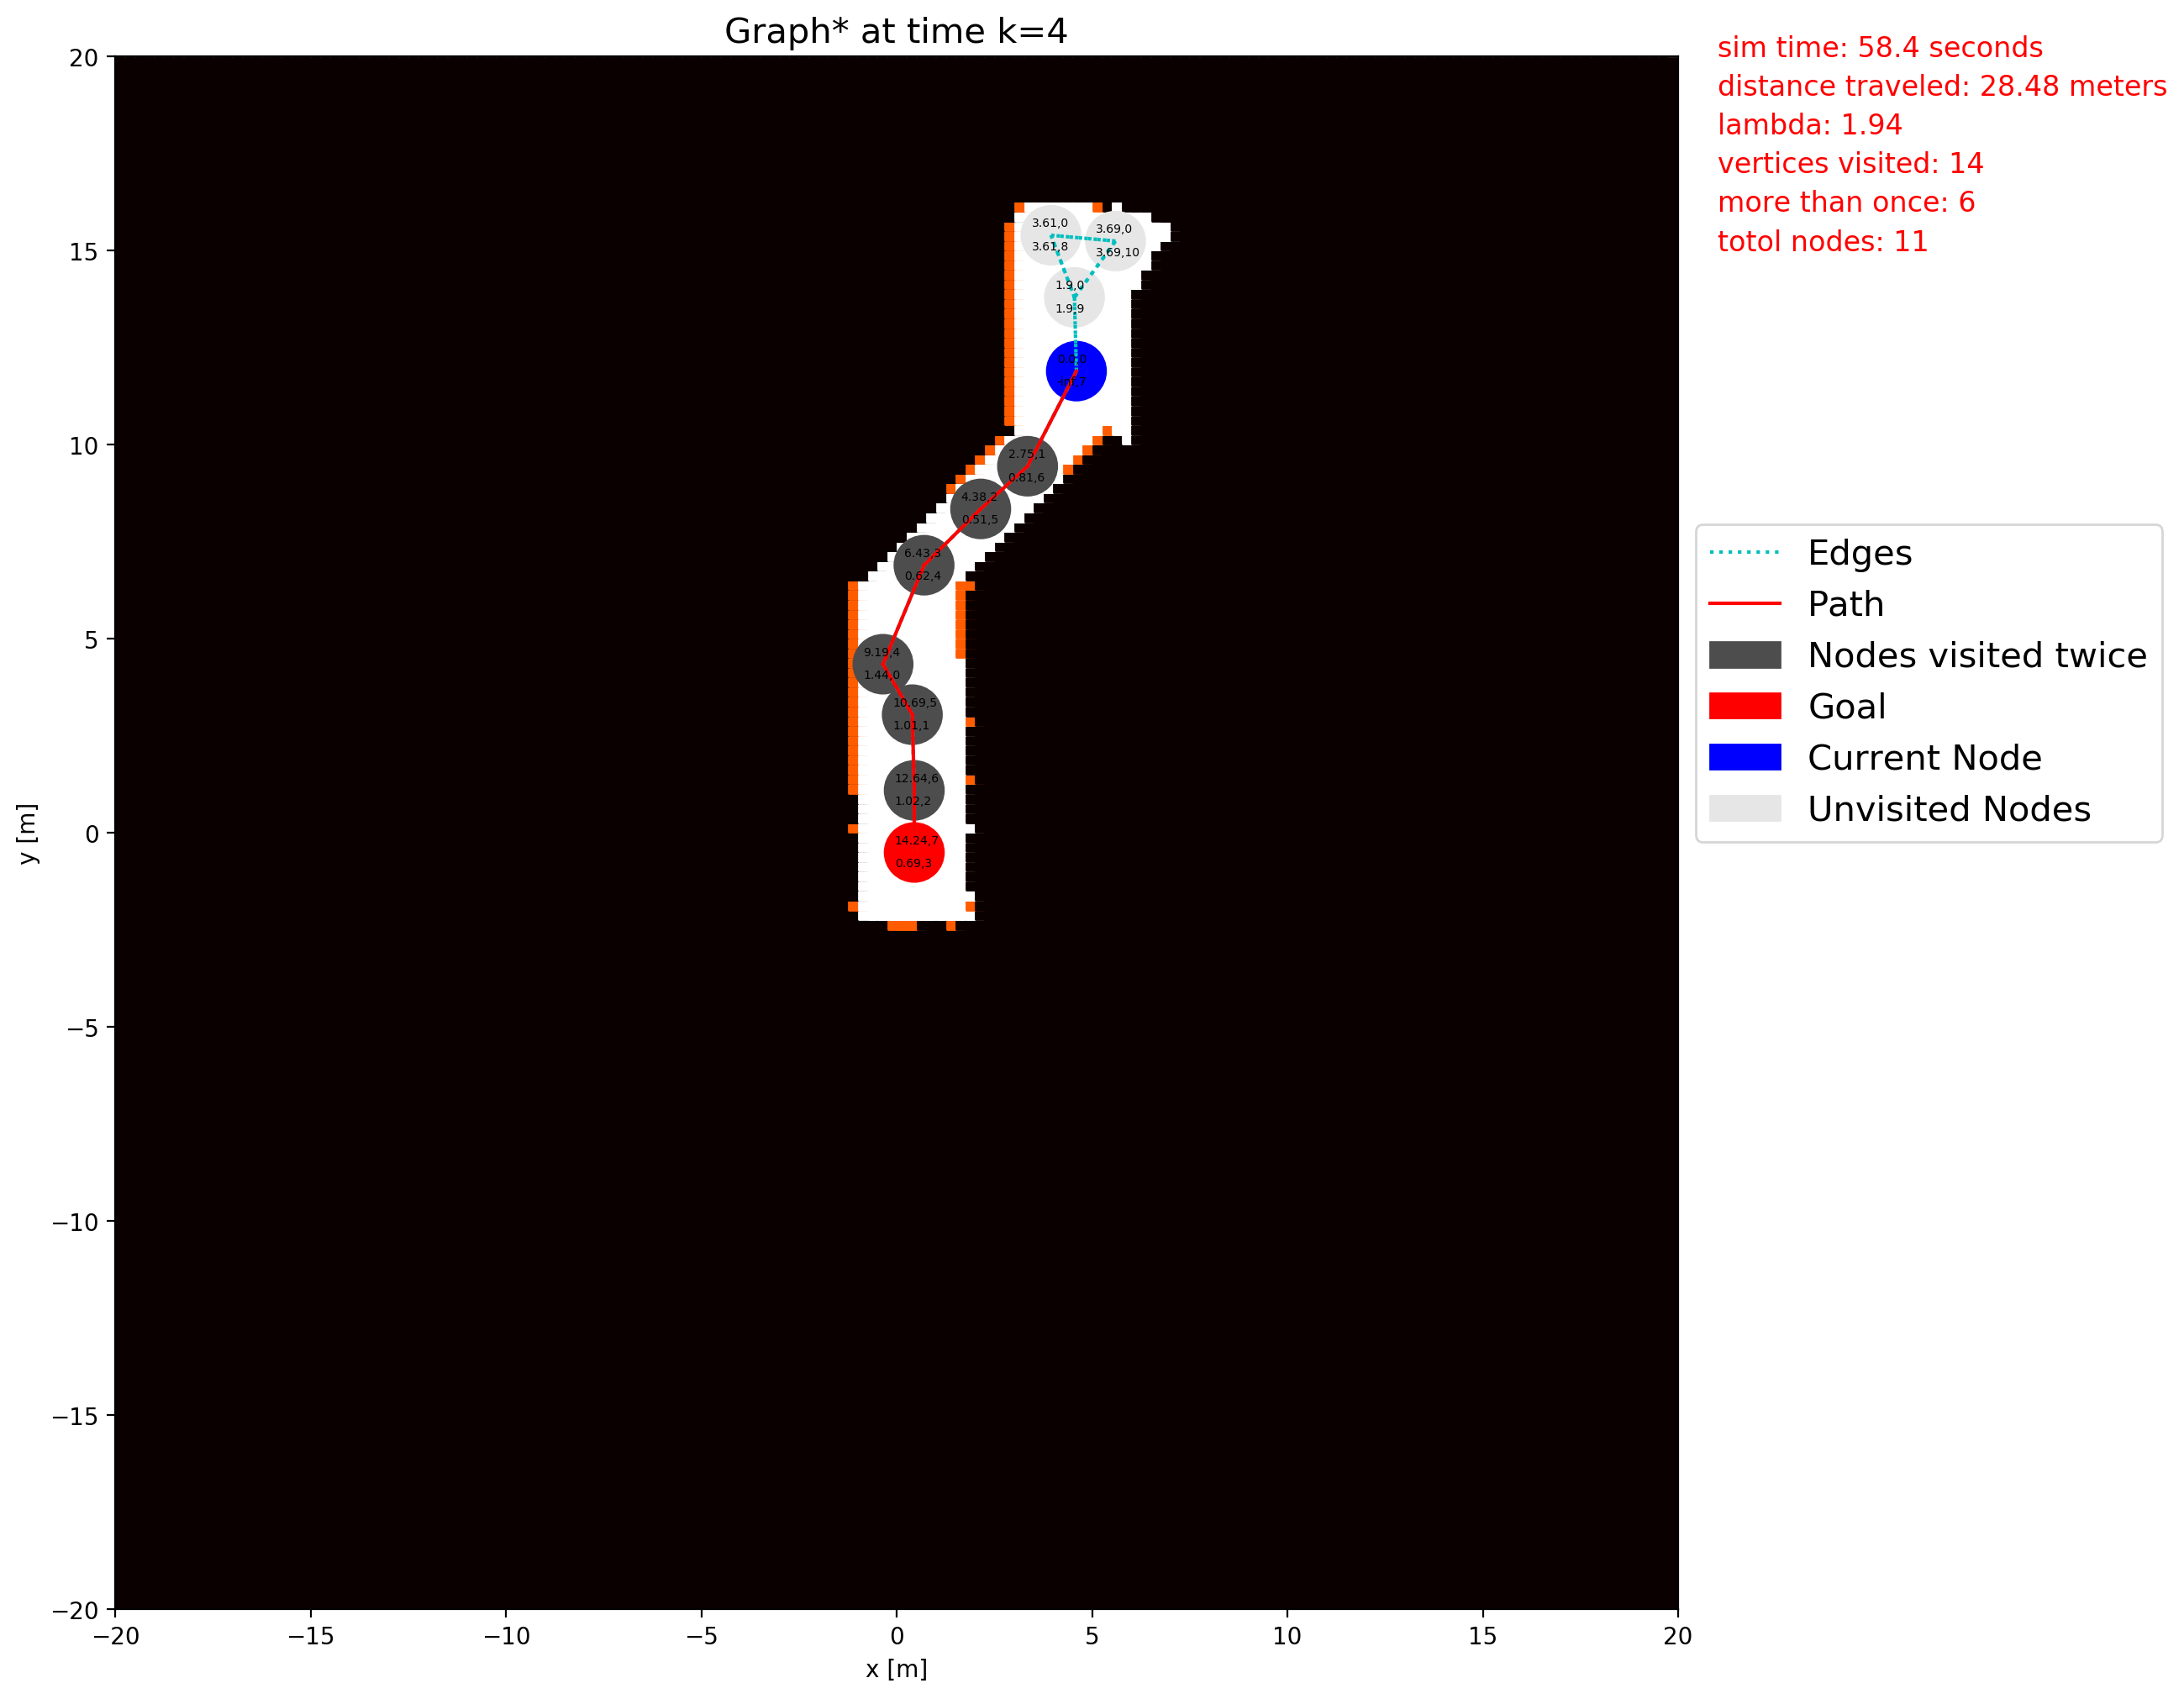 Graph* at time k=4
sim time: 58.4 seconds
distance traveled: 28.48 meters
lambda: 1.94
vertices visited: 14
more than once: 6
totol nodes: 11
20
15
10
5
0
−5
−10
−15
−20
y [m]
3.61,0
3.61,8
3.69,0
3.69,10
1.9,0
1.9,9
0.0,0
-inf,7
2.75,1
0.81,6
4.38,2
0.51,5
6.43,3
0.62,4
9.19,4
1.44,0
10.69,5
1.01,1
12.64,6
1.02,2
14.24,7
0.69,3
Edges
Path
Nodes visited twice
Goal
Current Node
Unvisited Nodes
−20
−15
−10
−5
0
5
10
15
20
x [m]